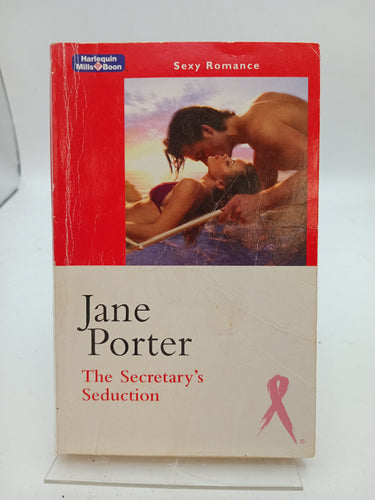 Harlequin
Mills & Boon
Sexy Romance
Jane
Porter
The Secretary's
Seduction
®